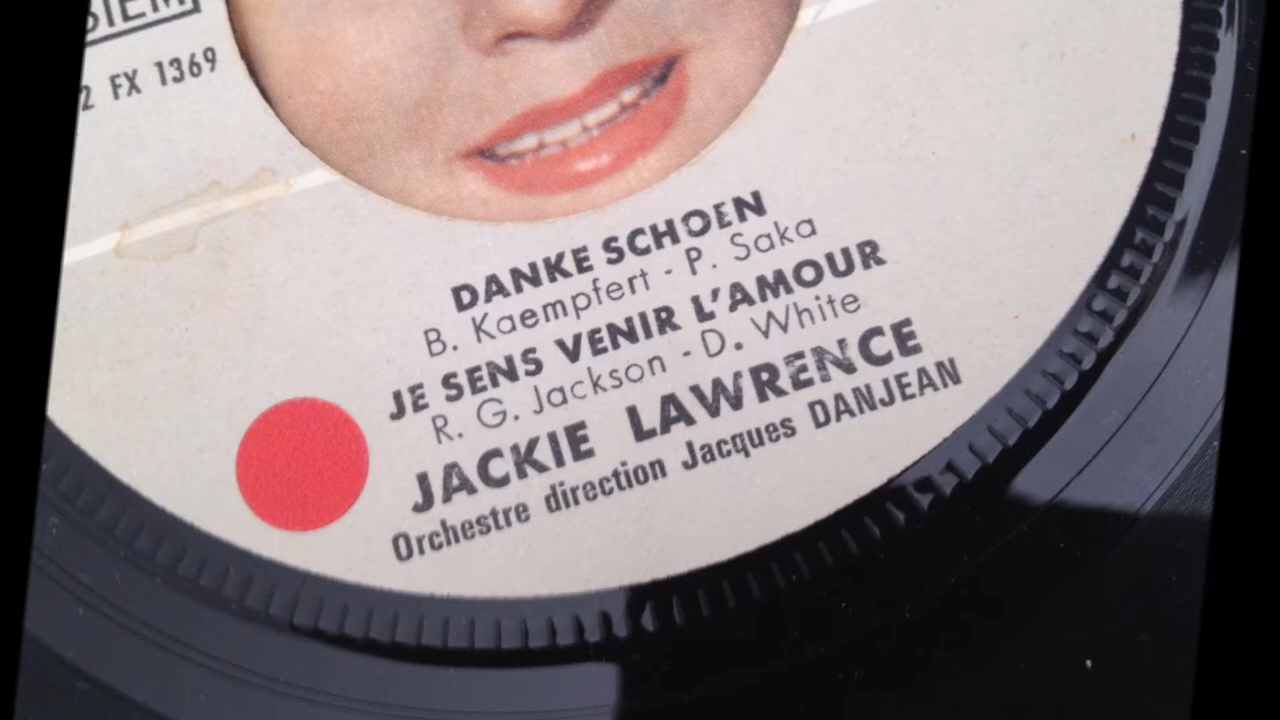 2 FX 1369
DANKE SCHOEN
B. Kaempfert - P. Saka
JE SENS VENIR L'AMOUR
R. G. Jackson - D. White
JACKIE LAWRENCE
Orchestre direction Jacques DANJEAN